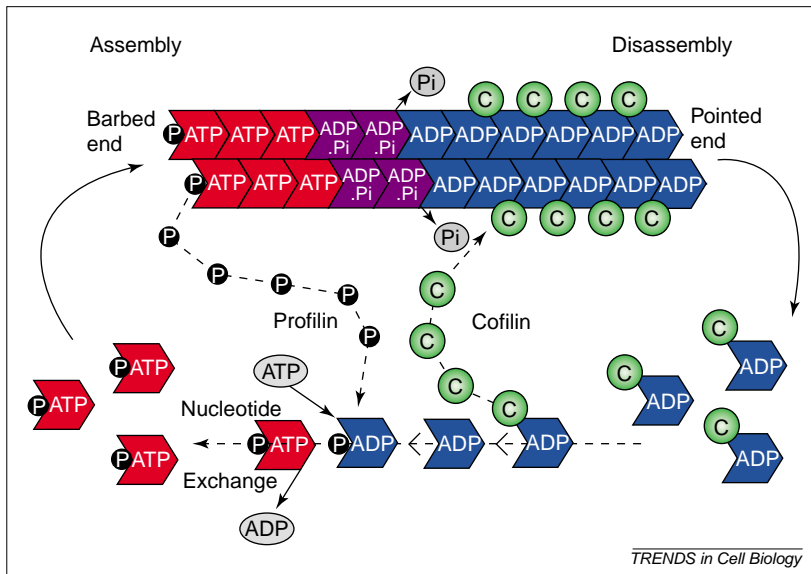 Assembly
Disassembly
Pi
C C C C
Barbed end
Pointed end
P ATP ATP ATP ADP .Pi ADP .Pi ADP ADP ADP ADP ADP ADP
P ATP ATP ATP ADP .Pi ADP .Pi ADP ADP ADP ADP ADP ADP
C C C C
Pi
P
P
P
P
P
Profilin
C
C
C
Cofilin
C
C
C
C
ATP
P ATP
P ATP
P ATP
Nucleotide
Exchange
P ATP
P ADP
ADP
ADP
ADP
ADP
ADP
ADP
TRENDS in Cell Biology